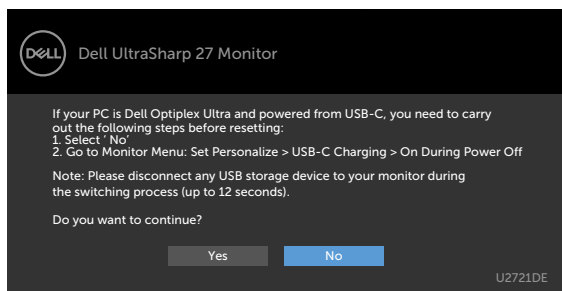 DELL Dell UltraSharp 27 Monitor
If your PC is Dell Optiplex Ultra and powered from USB-C, you need to carry
out the following steps before resetting:
1. Select ‘ No’
2. Go to Monitor Menu: Set Personalize > USB-C Charging > On During Power Off
Note: Please disconnect any USB storage device to your monitor during
the switching process (up to 12 seconds).
Do you want to continue?
Yes No
U2721DE